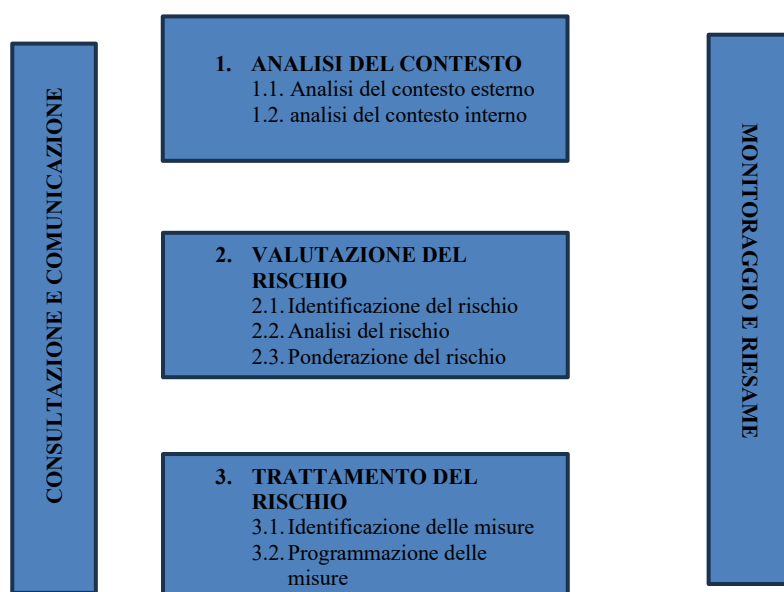 CONSULTAZIONE E COMUNICAZIONE
1. ANALISI DEL CONTESTO
1.1. Analisi del contesto esterno
1.2. analisi del contesto interno
2. VALUTAZIONE DEL
RISCHIO
2.1. Identificazione del rischio
2.2. Analisi del rischio
2.3. Ponderazione del rischio
3. TRATTAMENTO DEL
RISCHIO
3.1. Identificazione delle misure
3.2. Programmazione delle
misure
MONITORAGGIO E RIESAME